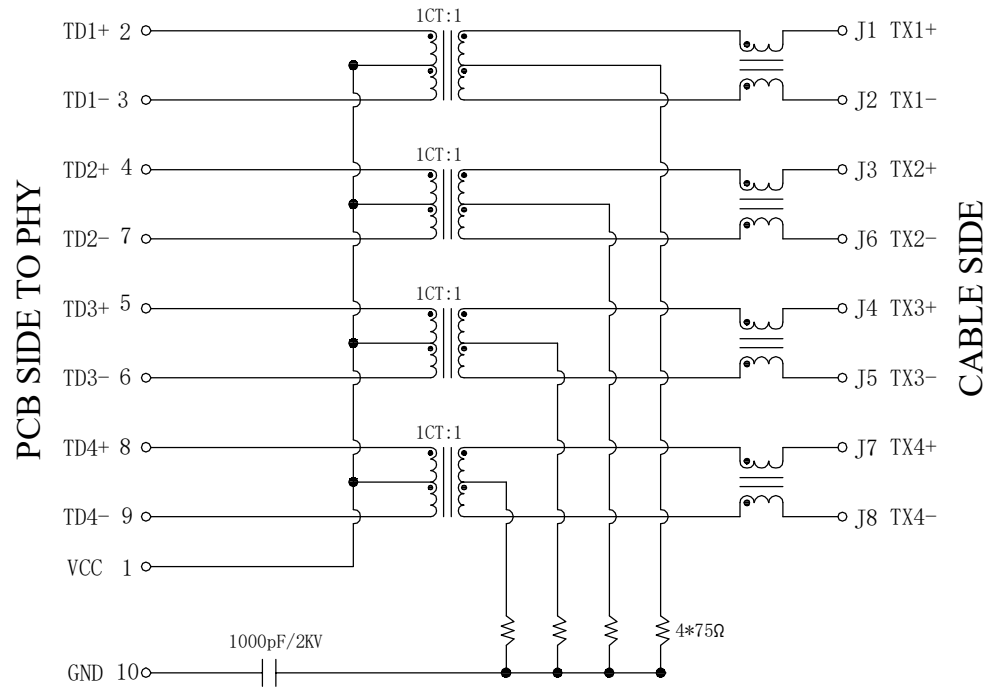 1CT:1
TD1+ 2
J1 TX1+
TD1- 3
J2 TX1-
1CT:1
TD2+ 4
J3 TX2+
TD2- 7
J6 TX2-
1CT:1
TD3+ 5
J4 TX3+
TD3- 6
J5 TX3-
1CT:1
TD4+ 8
J7 TX4+
TD4- 9
J8 TX4-
VCC 1
4*75Ω
1000pF/2KV
GND 10
PCB SIDE TO PHY
CABLE SIDE